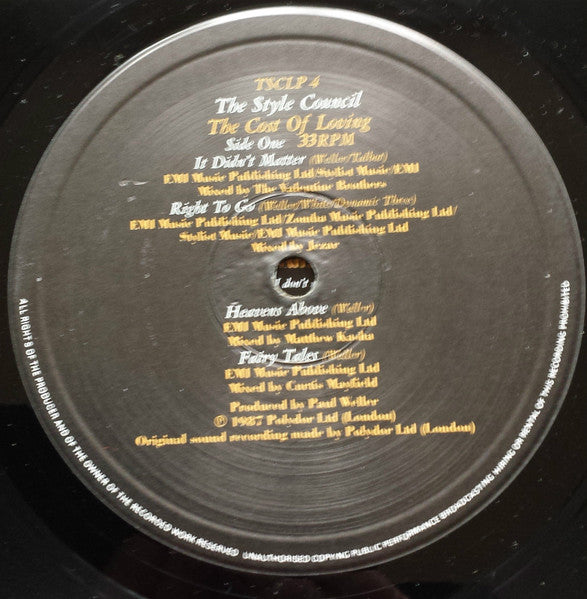 TSCLP 4
The Style Council
The Cost Of Loving
Side One 33RPM
It Didn't Matter (Weller/Talbot)
EMI Music Publishing Ltd/Stylist Music/EMI
Mixed by The Valentine Brothers
Right To Go (Weller/White/Dynamic Three)
EMI Music Publishing Ltd/Zomba Music Publishing Ltd/
Stylist Music/EMI Music Publishing Ltd
Mixed by Jezar
I don't
Heavens Above (Weller)
EMI Music Publishing Ltd
Mixed by Matthew Kasha
Fairy Tales (Weller)
EMI Music Publishing Ltd
Mixed by Curtis Mayfield
Produced by Paul Weller
℗ 1987 Polydor Ltd (London)
Original sound recording made by Polydor Ltd (London)
ALL RIGHTS OF THE PRODUCER AND OF THE OWNER OF THE RECORDED WORK RESERVED UNAUTHORISED COPYING PUBLIC PERFORMANCE BROADCASTING HIRING OR RENTAL OF THIS RECORDING PROHIBITED